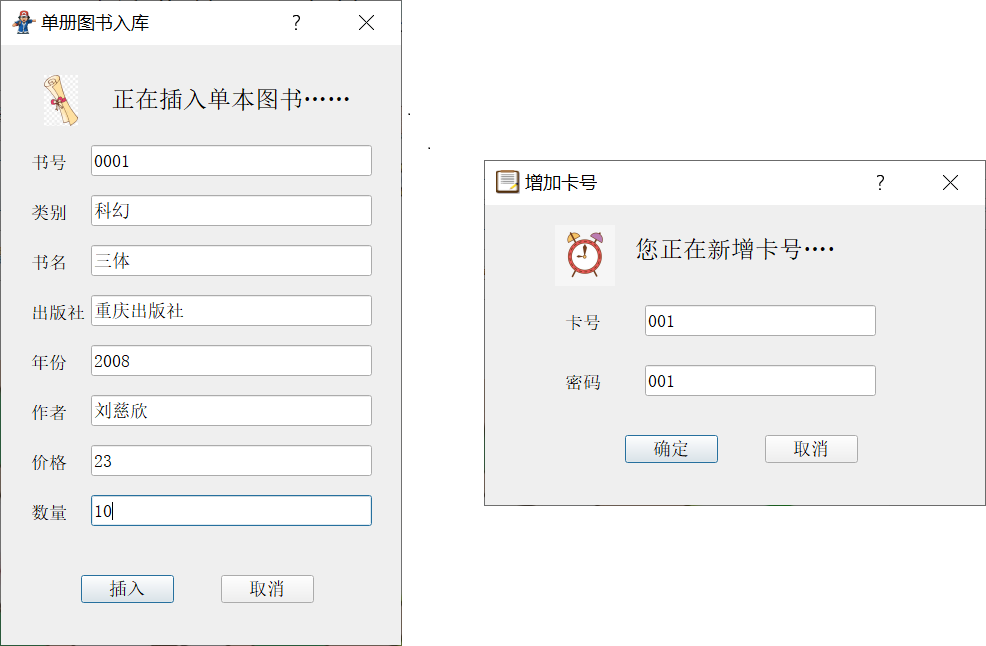 单册图书入库
正在插入单本图书······
书号 0001
类别 科幻
书名 三体
出版社 重庆出版社
年份 2008
作者 刘慈欣
价格 23
数量 10
插入 取消
增加卡号
您正在新增卡号····
卡号 001
密码 001
确定 取消